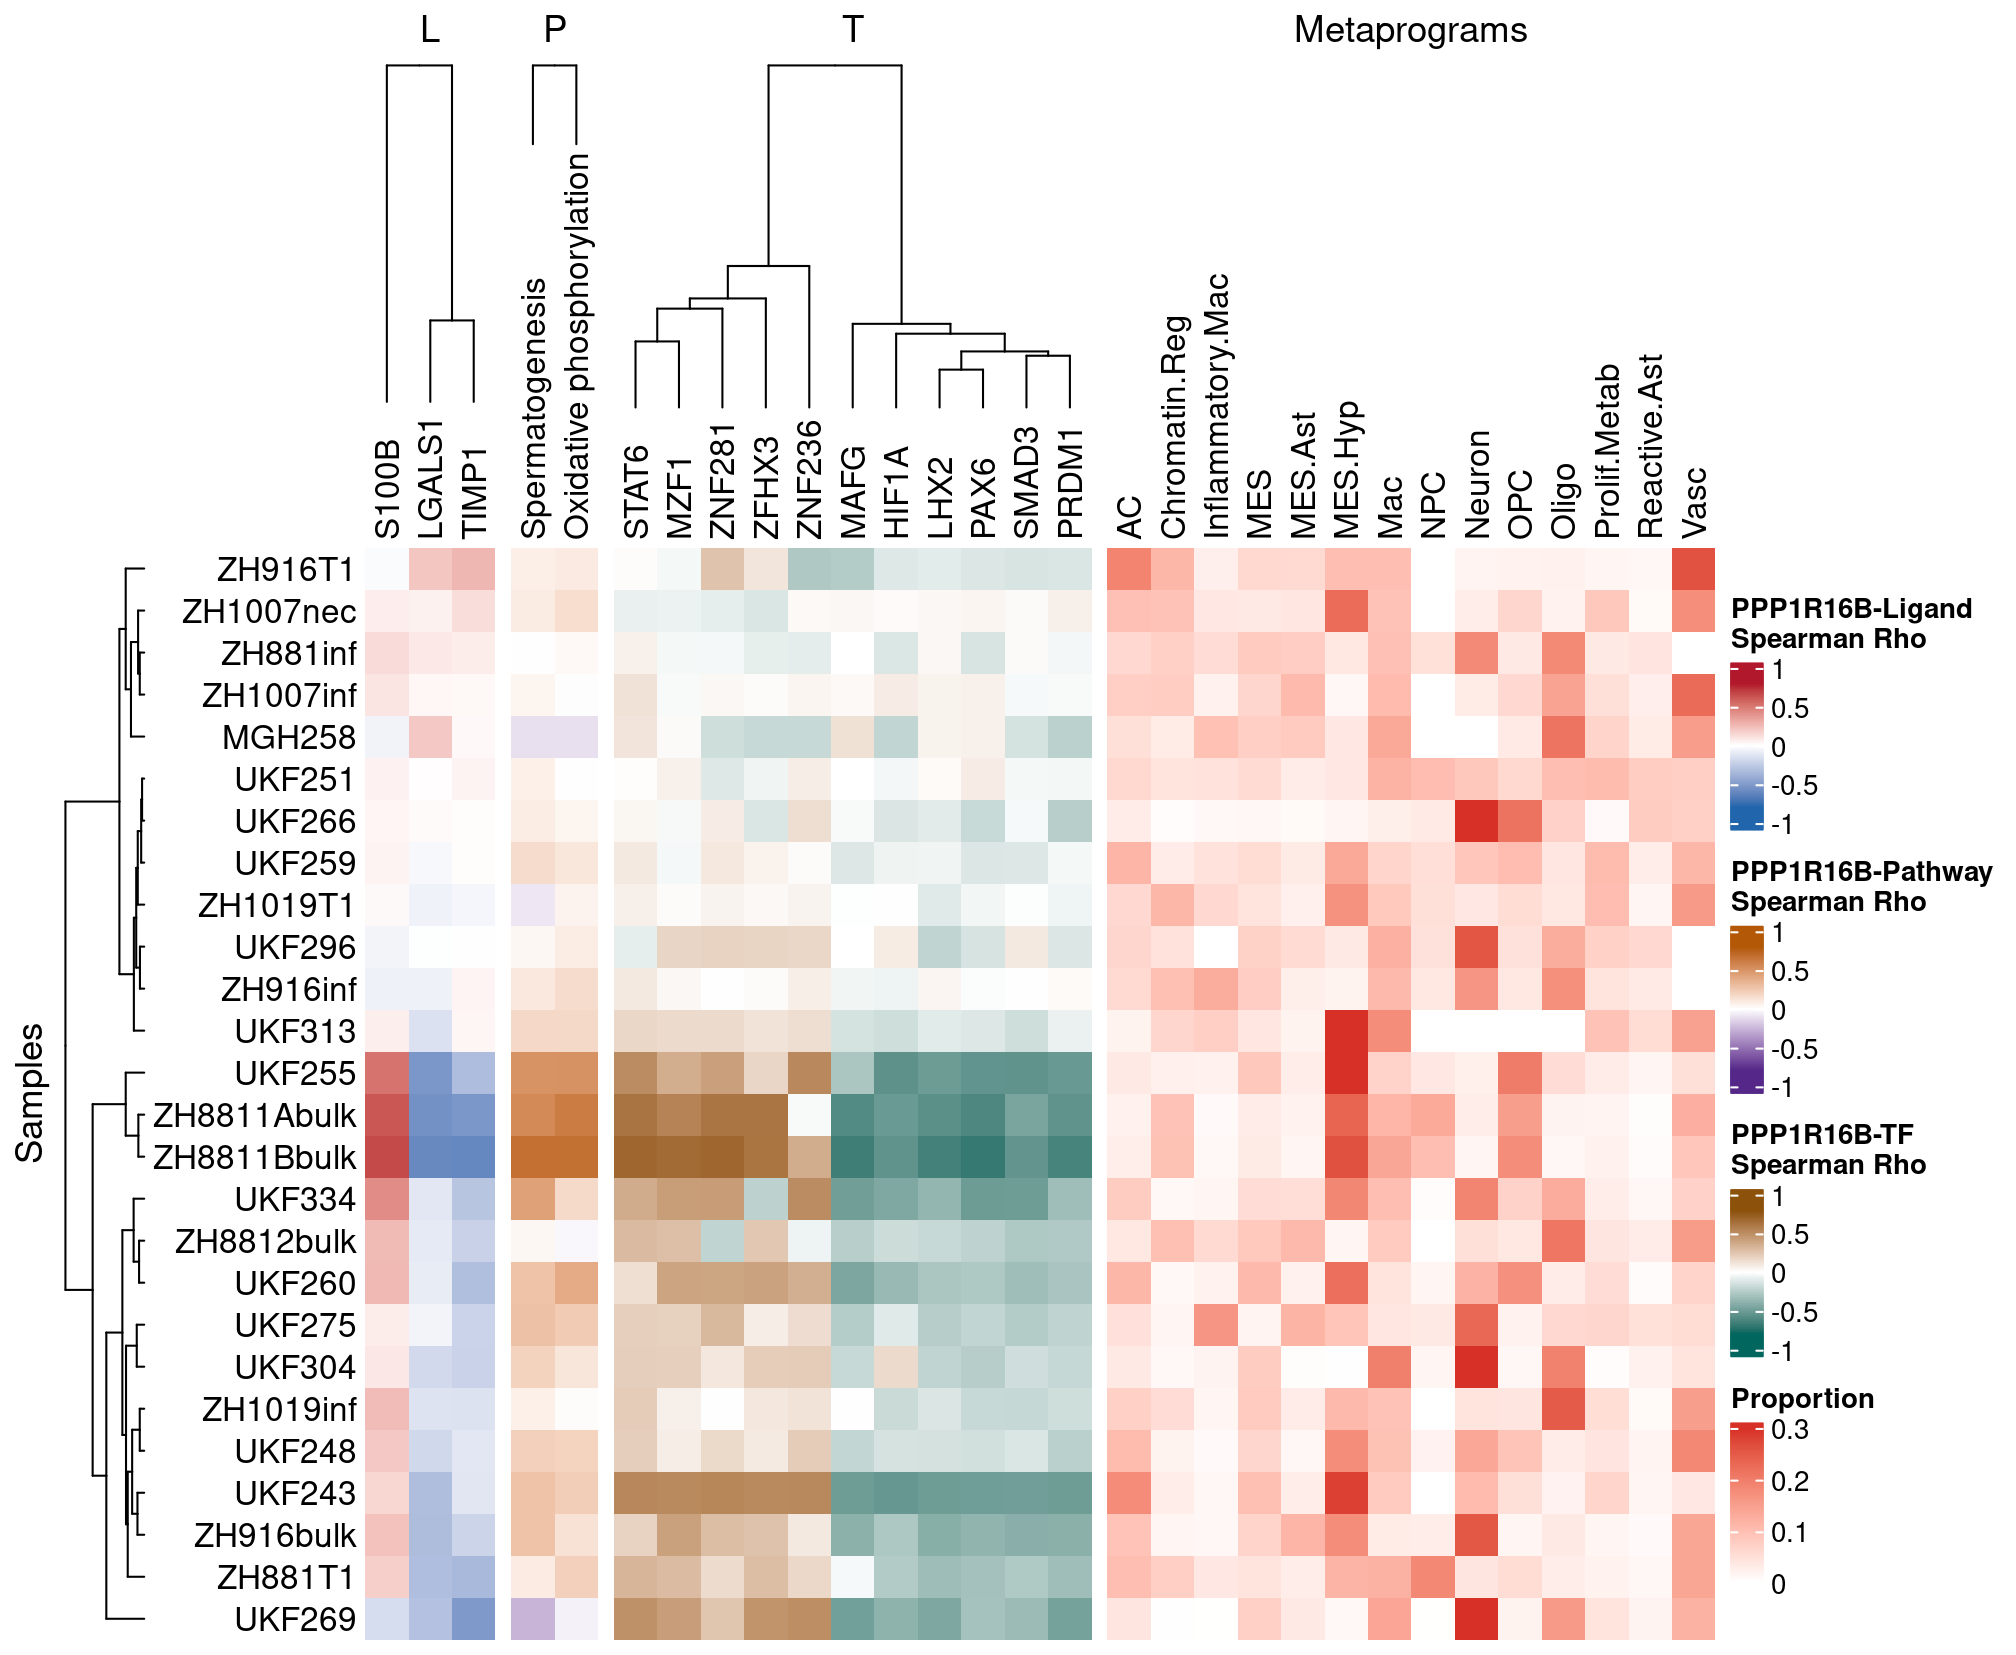 L
P
T
Metaprograms
S100B
LGALS1
TIMP1
Spermatogenesis
Oxidative phosphorylation
STAT6
MZF1
ZNF281
ZFHX3
ZNF236
MAFG
HIF1A
LHX2
PAX6
SMAD3
PRDM1
AC
Chromatin.Reg
Inflammatory.Mac
MES
MES.Ast
MES.Hyp
Mac
NPC
Neuron
OPC
Oligo
Prolif.Metab
Reactive.Ast
Vasc
Samples
ZH916T1
ZH1007nec
ZH881inf
ZH1007inf
MGH258
UKF251
UKF266
UKF259
ZH1019T1
UKF296
ZH916inf
UKF313
UKF255
ZH8811Abulk
ZH8811Bbulk
UKF334
ZH8812bulk
UKF260
UKF275
UKF304
ZH1019inf
UKF248
UKF243
ZH916bulk
ZH881T1
UKF269
PPP1R16B-Ligand
Spearman Rho
1
0.5
0
-0.5
-1
PPP1R16B-Pathway
Spearman Rho
1
0.5
0
-0.5
-1
PPP1R16B-TF
Spearman Rho
1
0.5
0
-0.5
-1
Proportion
0.3
0.2
0.1
0